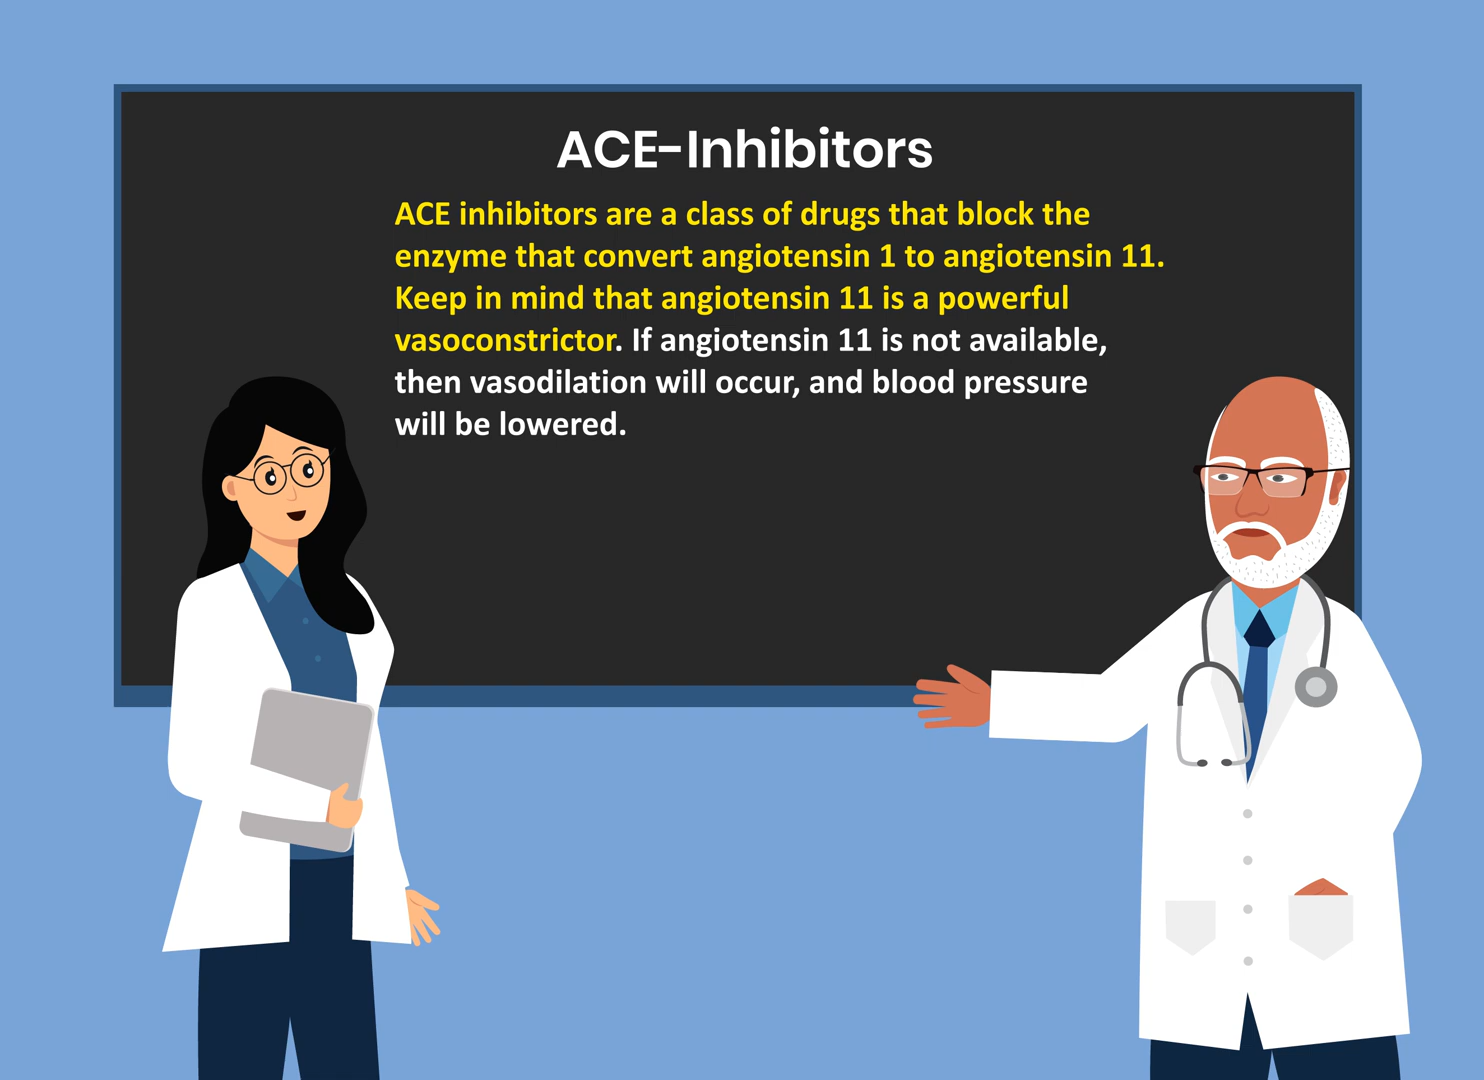 ACE-Inhibitors
ACE inhibitors are a class of drugs that block the
enzyme that convert angiotensin 1 to angiotensin 11.
Keep in mind that angiotensin 11 is a powerful
vasoconstrictor. If angiotensin 11 is not available,
then vasodilation will occur, and blood pressure
will be lowered.